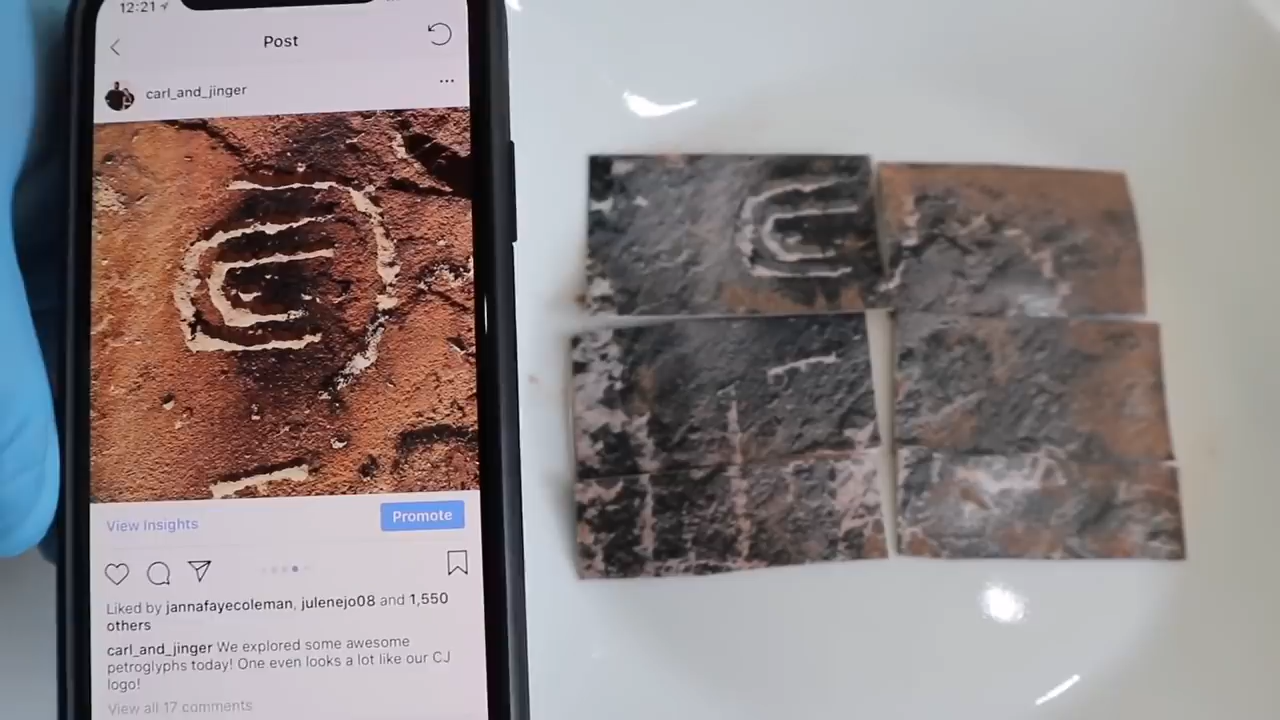 12:21
Post
carl_and_jinger
View Insights
Promote
Liked by jannafayecoleman, julenejo08 and 1,550
others
carl_and_jinger We explored some awesome
petroglyphs today! One even looks a lot like our CJ
logo!
View all 17 comments